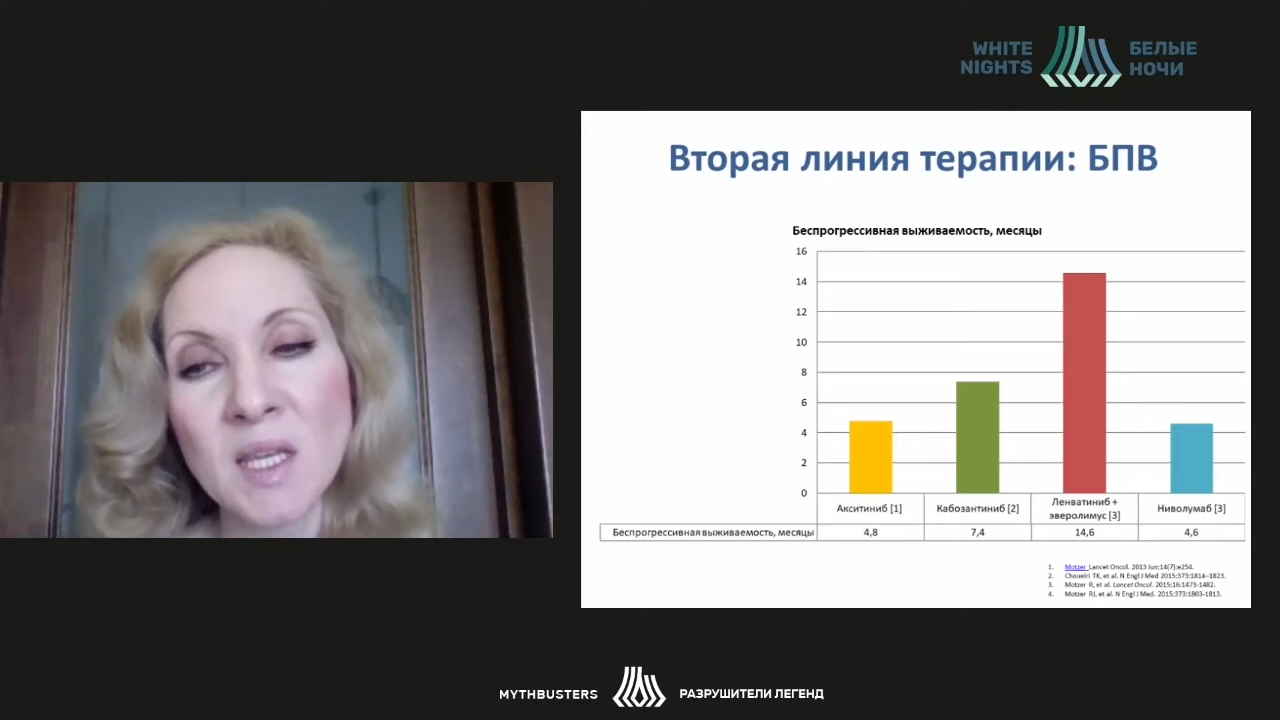 WHITE
NIGHTS
БЕЛЫЕ
НОЧИ
Вторая линия терапии: БПВ
Беспрогрессивная выживаемость, месяцы
16
14
12
10
8
6
4
2
0
Акситиниб [1]
Кабозантиниб [2]
Ленватиниб +
эверолимус [3]
Ниволумаб [3]
Беспрогрессивная выживаемость, месяцы
4,8
7,4
14,6
4,6
1. Motzer Lancet Oncol. 2013 Jun;14(7):e254.
2. Choueiri TK, et al. N Engl J Med 2015;373:1814–1823.
3. Motzer R, et al. Lancet Oncol. 2015;16:1473-1482.
4. Motzer RJ, et al. N Engl J Med. 2015;373:1803-1813.
MYTHBUSTERS
РАЗРУШИТЕЛИ ЛЕГЕНД